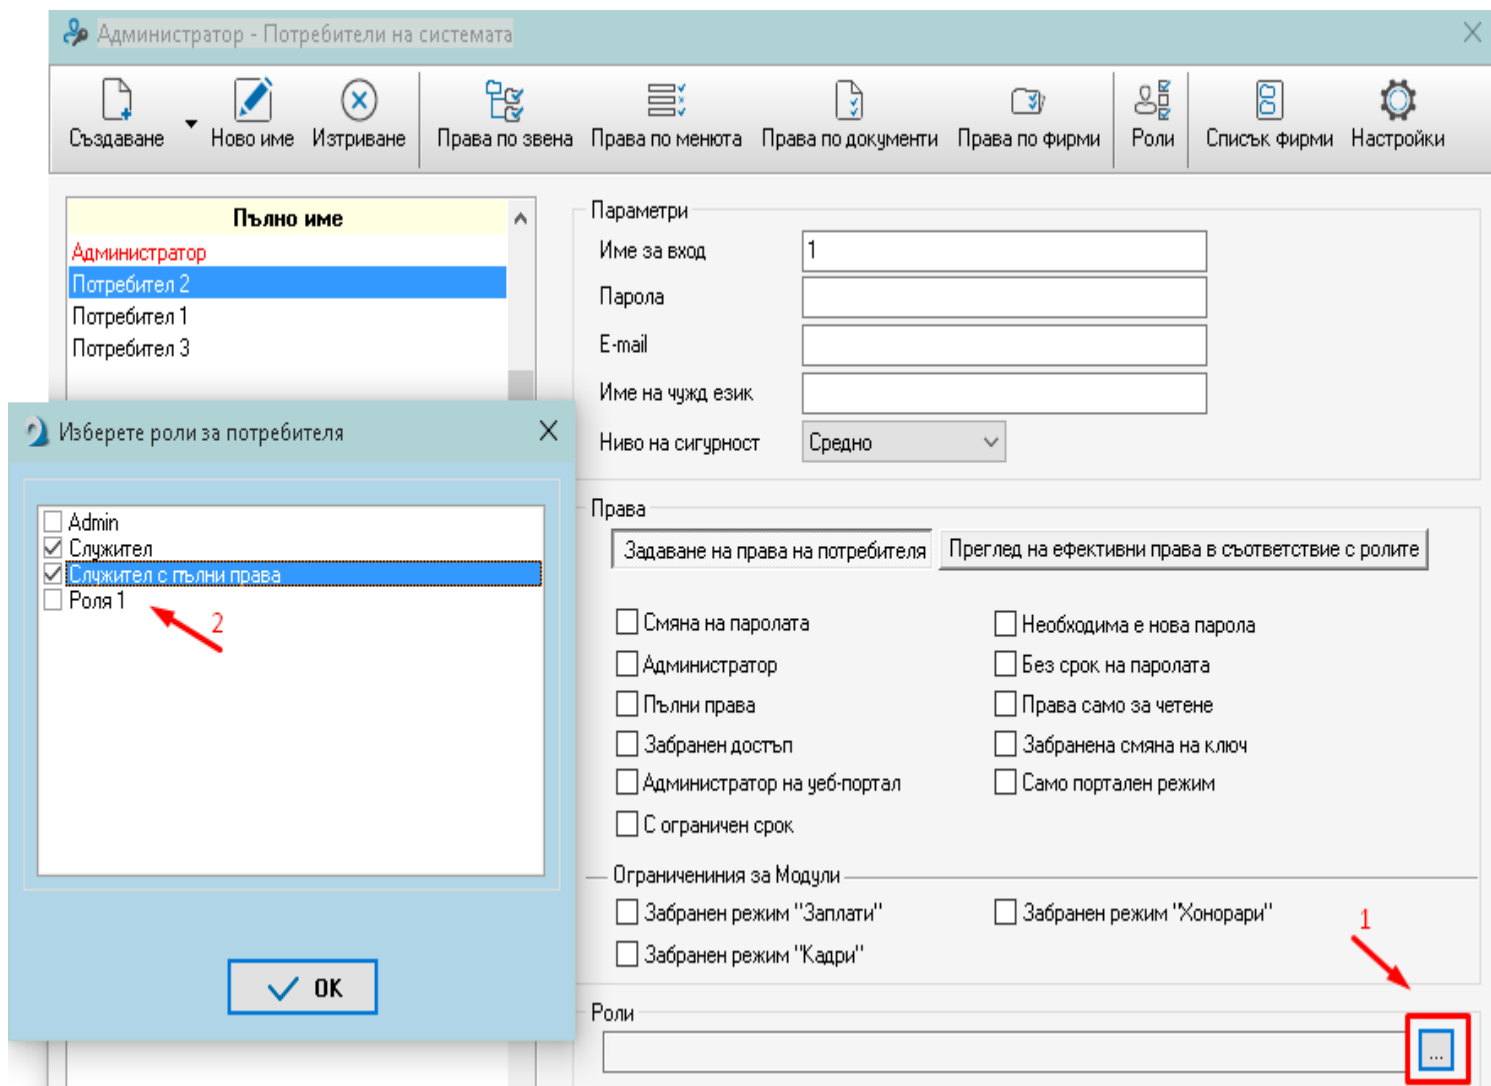 Администратор - Потребители на системата
Създаване
Ново име
Изтриване
Права по звена
Права по менюта
Права по документи
Права по фирми
Роли
Списък фирми
Настройки
Пълно име
Администратор
Потребител 2
Потребител 1
Потребител 3
Параметри
Име за вход 1
Парола
E-mail
Име на чужд език
Ниво на сигурност Средно
Изберете роли за потребителя
Admin
Служител
Служител с пълни права
Роля 1
2
OK
Права
Задаване на права на потребителя
Преглед на ефективни права в съответствие с ролите
Смяна на паролата
Необходима е нова парола
Администратор
Без срок на паролата
Пълни права
Права само за четене
Забранен достъп
Забранена смяна на ключ
Администратор на уеб-портал
Само портален режим
С ограничен срок
Ограничениния за Модули
Забранен режим "Заплати"
Забранен режим "Хонорари"
Забранен режим "Кадри"
1
Роли
...